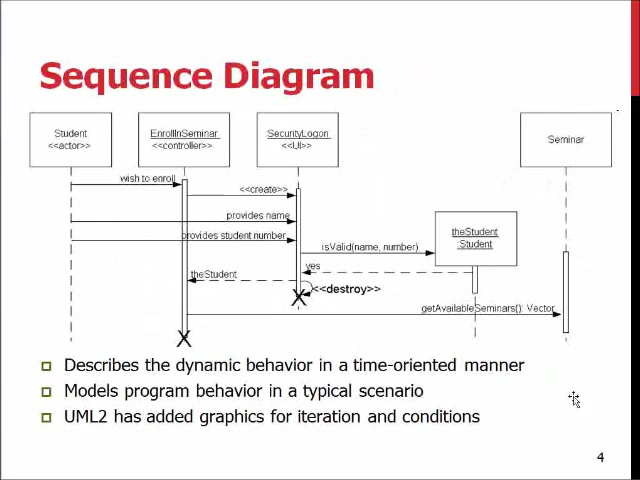 Sequence Diagram
Student
<<actor>>
EnrollInSeminar
<<controller>>
SecurityLogon
<<UI>>
Seminar
wish to enroll
<<create>>
provides name
provides student number
theStudent
:Student
isValid(name, number)
yes
theStudent
<<destroy>>
getAvailableSeminars(): Vector
X
X
Describes the dynamic behavior in a time-oriented manner
Models program behavior in a typical scenario
UML2 has added graphics for iteration and conditions
4